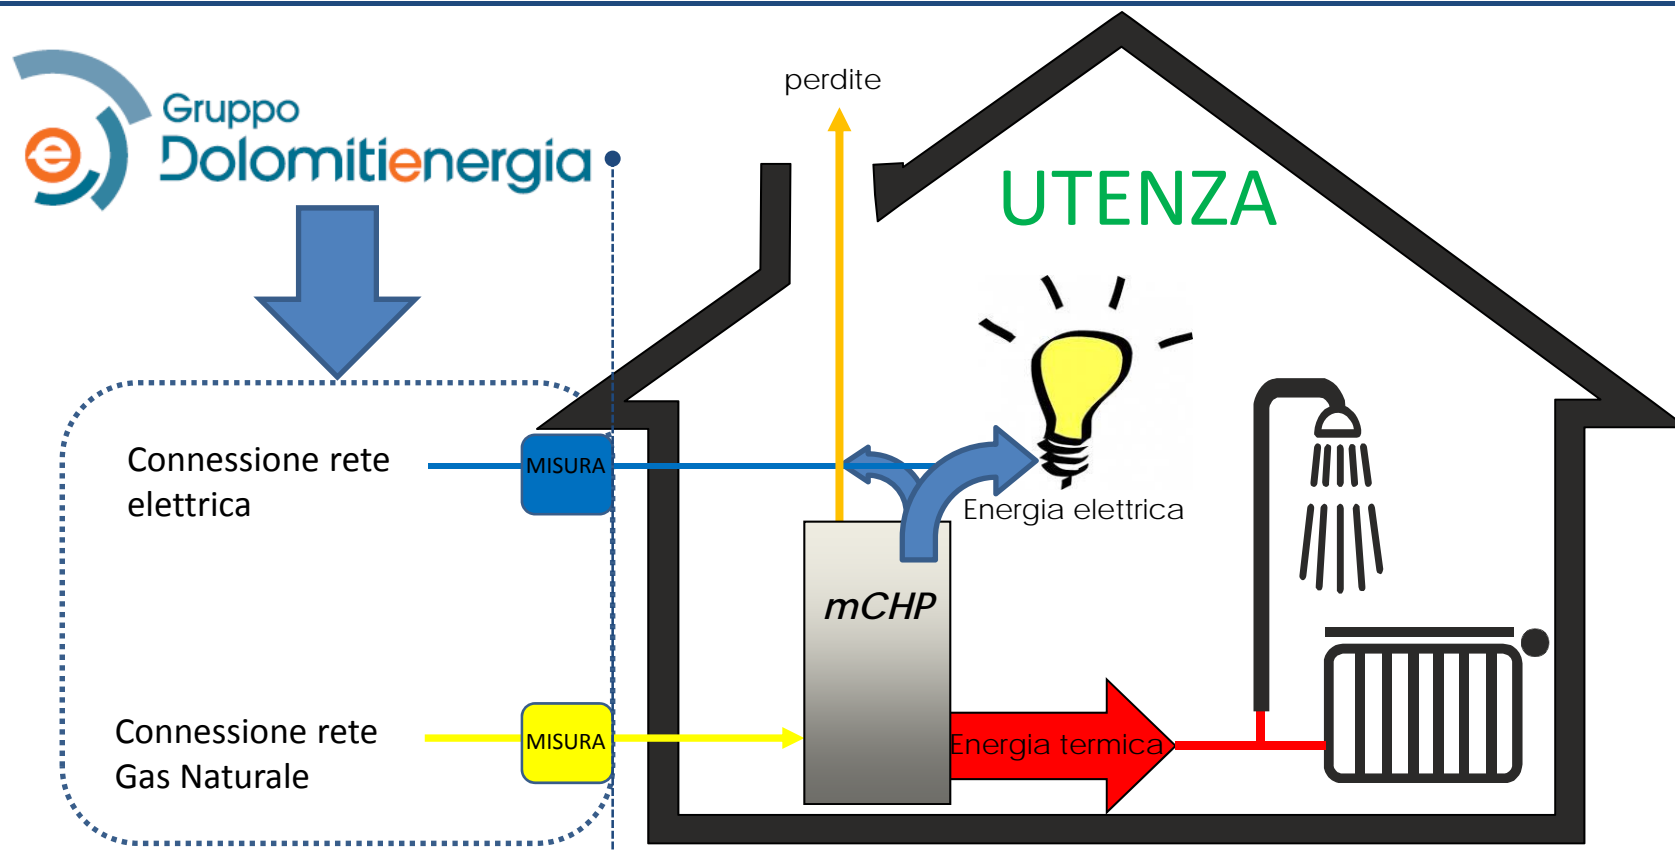 Gruppo
Dolomitienergia
perdite
UTENZA
Connessione rete
elettrica
MISURA
Energia elettrica
mCHP
Connessione rete
Gas Naturale
MISURA
Energia termica